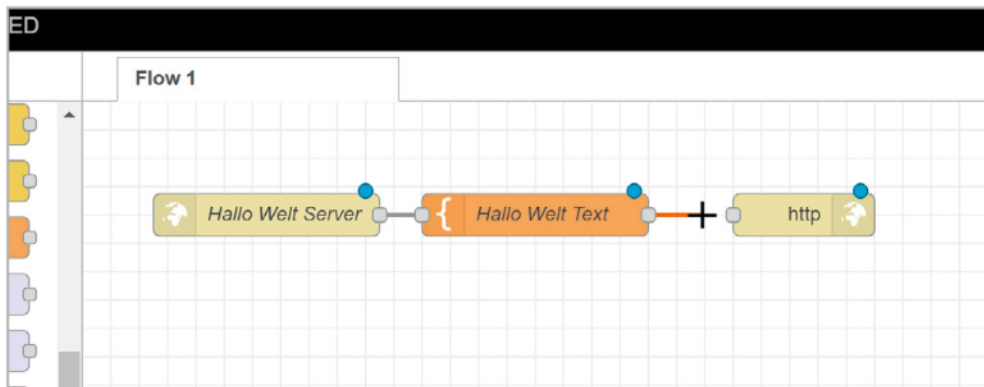 ED
Flow 1
Hallo Welt Server
{ Hallo Welt Text
http